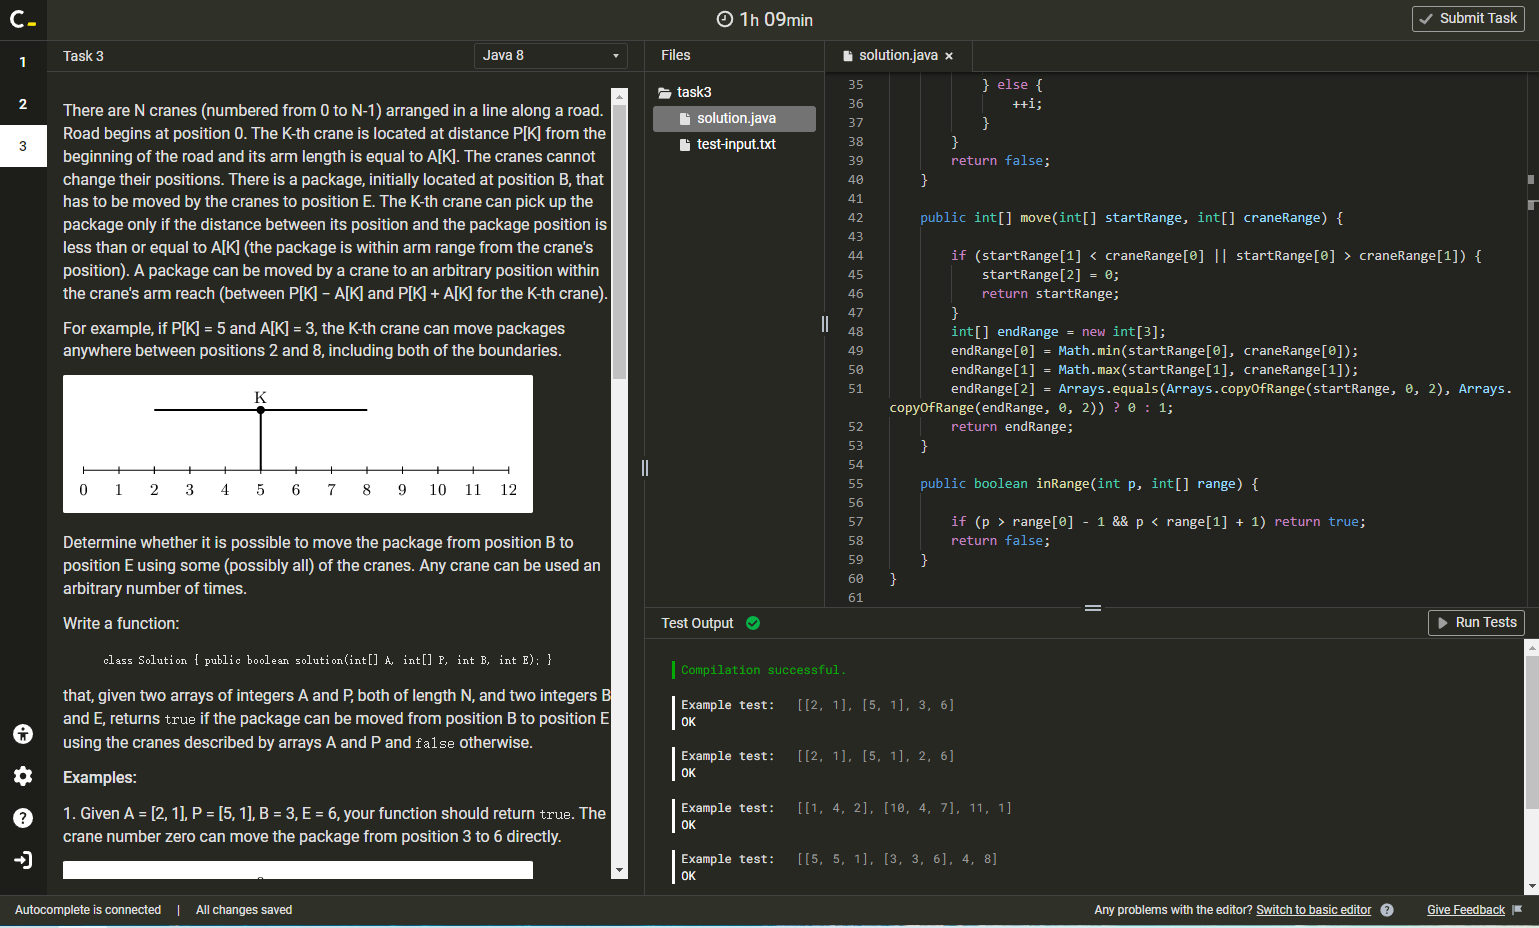 C_
1h 09min
Submit Task
1
2
3
Task 3
Java 8
There are N cranes (numbered from 0 to N-1) arranged in a line along a road.
Road begins at position 0. The K-th crane is located at distance P[K] from the
beginning of the road and its arm length is equal to A[K]. The cranes cannot
change their positions. There is a package, initially located at position B, that
has to be moved by the cranes to position E. The K-th crane can pick up the
package only if the distance between its position and the package position is
less than or equal to A[K] (the package is within arm range from the crane's
position). A package can be moved by a crane to an arbitrary position within
the crane's arm reach (between P[K] − A[K] and P[K] + A[K] for the K-th crane).
For example, if P[K] = 5 and A[K] = 3, the K-th crane can move packages
anywhere between positions 2 and 8, including both of the boundaries.
K
0 1 2 3 4 5 6 7 8 9 10 11 12
Determine whether it is possible to move the package from position B to
position E using some (possibly all) of the cranes. Any crane can be used an
arbitrary number of times.
Write a function:
class Solution { public boolean solution(int[] A, int[] P, int B, int E); }
that, given two arrays of integers A and P, both of length N, and two integers B
and E, returns true if the package can be moved from position B to position E
using the cranes described by arrays A and P and false otherwise.
Examples:
1. Given A = [2, 1], P = [5, 1], B = 3, E = 6, your function should return true. The
crane number zero can move the package from position 3 to 6 directly.
Files
task3
solution.java
test-input.txt
solution.java ×
35 } else {
36 ++i;
37 }
38 }
39 return false;
40 }
41
42 public int[] move(int[] startRange, int[] craneRange) {
43
44 if (startRange[1] < craneRange[0] || startRange[0] > craneRange[1]) {
45 startRange[2] = 0;
46 return startRange;
47 }
48 int[] endRange = new int[3];
49 endRange[0] = Math.min(startRange[0], craneRange[0]);
50 endRange[1] = Math.max(startRange[1], craneRange[1]);
51 endRange[2] = Arrays.equals(Arrays.copyOfRange(startRange, 0, 2), Arrays.
copyOfRange(endRange, 0, 2)) ? 0 : 1;
52 return endRange;
53 }
54
55 public boolean inRange(int p, int[] range) {
56
57 if (p > range[0] - 1 && p < range[1] + 1) return true;
58 return false;
59 }
60 }
61
Test Output
Run Tests
Compilation successful.
Example test: [[2, 1], [5, 1], 3, 6]
OK
Example test: [[2, 1], [5, 1], 2, 6]
OK
Example test: [[1, 4, 2], [10, 4, 7], 11, 1]
OK
Example test: [[5, 5, 1], [3, 3, 6], 4, 8]
OK
Autocomplete is connected | All changes saved
Any problems with the editor? Switch to basic editor ?
Give Feedback